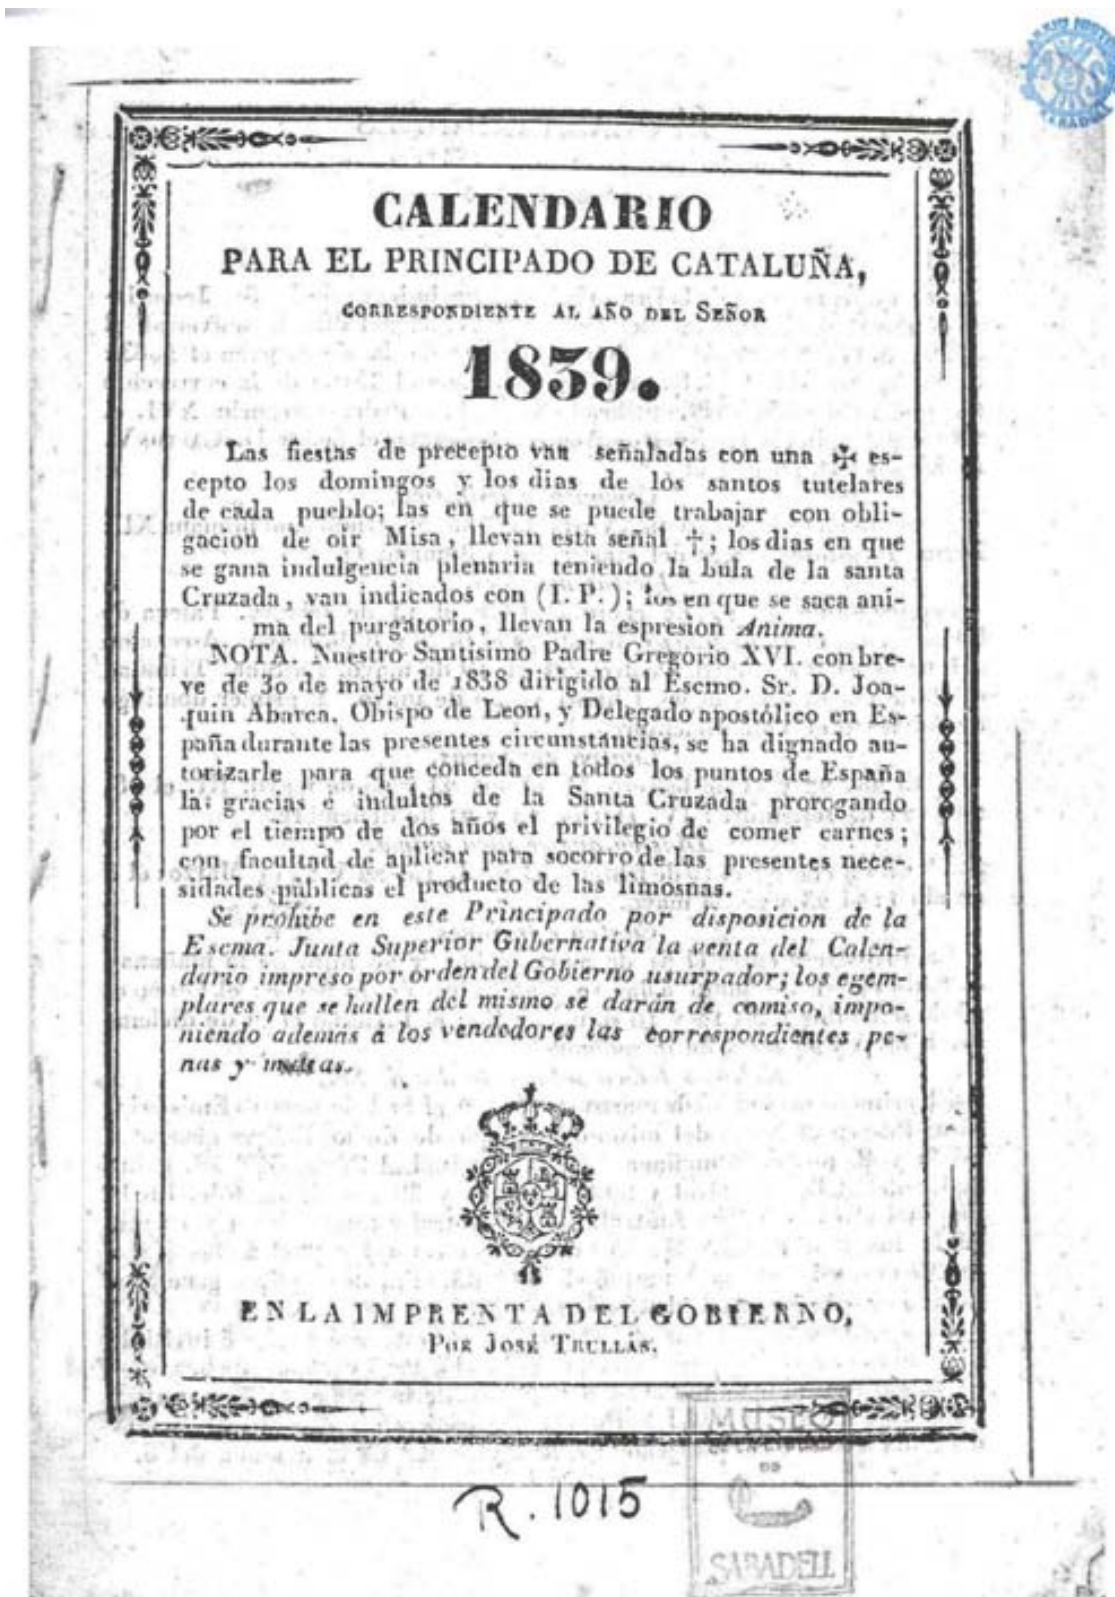 CALENDARIO
PARA EL PRINCIPADO DE CATALUÑA,
CORRESPONDIENTE AL AÑO DEL SEÑOR
1839.
Las fiestas de precepto van señaladas con una ✠ es-
cepto los domingos y los dias de los santos tutelares
de cada pueblo; las en que se puede trabajar con obli-
gacion de oir Misa, llevan esta señal †; los dias en que
se gana indulgencia plenaria teniendo la bula de la santa
Cruzada, van indicados con (I. P.); los en que se saca ani-
ma del purgatorio, llevan la espresion Anima.
NOTA. Nuestro Santisimo Padre Gregorio XVI. con bre-
ve de 30 de mayo de 1838 dirigido al Escmo. Sr. D. Joa-
quin Abarca, Obispo de Leon, y Delegado apostólico en Es-
paña durante las presentes circunstancias, se ha dignado au-
torizarle para que conceda en todos los puntos de España
las gracias é indultos de la Santa Cruzada prorogando
por el tiempo de dos años el privilegio de comer carnes;
con facultad de aplicar para socorro de las presentes nece-
sidades públicas el producto de las limosnas.
Se prohibe en este Principado por disposicion de la
Escma. Junta Superior Gubernativa la venta del Calen-
dario impreso por órden del Gobierno usurpador; los egem-
plares que se hallen del mismo se darán de comiso, impo-
niendo además á los vendedores las correspondientes pe-
nas y multas.
EN LA IMPRENTA DEL GOBIERNO,
POR JOSÉ TRULLÁS.
R. 1015
MUSEO
DE
SABADELL